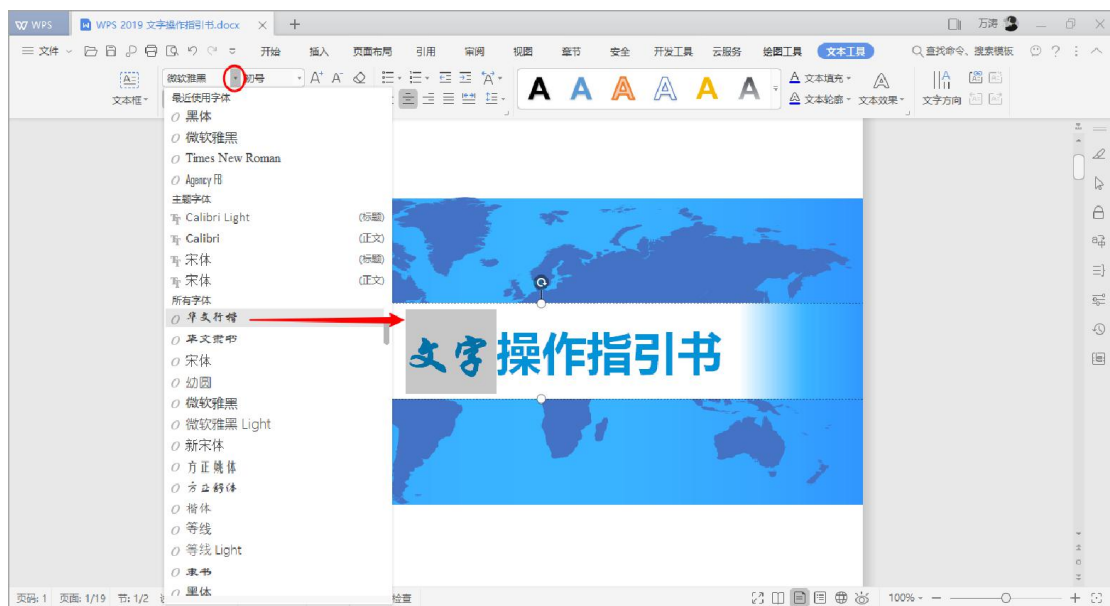 WPS WPS 2019 文字操作指引书.docx × + 万涛
文件 开始 插入 页面布局 引用 审阅 视图 章节 安全 开发工具 云服务 绘图工具 文本工具 查找命令、搜索模板
文本框 微软雅黑 初号 A A A A A A A A 文本填充 文本轮廓 文本效果 文字方向
最近使用字体
黑体
微软雅黑
Times New Roman
Agency FB
主题字体
Calibri Light (标题)
Calibri (正文)
宋体 (标题)
宋体 (正文)
所有字体
华文行楷
华文隶书
宋体
幼圆
微软雅黑
微软雅黑 Light
新宋体
方正姚体
方正舒体
楷体
等线
等线 Light
隶书
黑体
文字操作指引书
页码: 1 页面: 1/19 节: 1/2 检查 100%